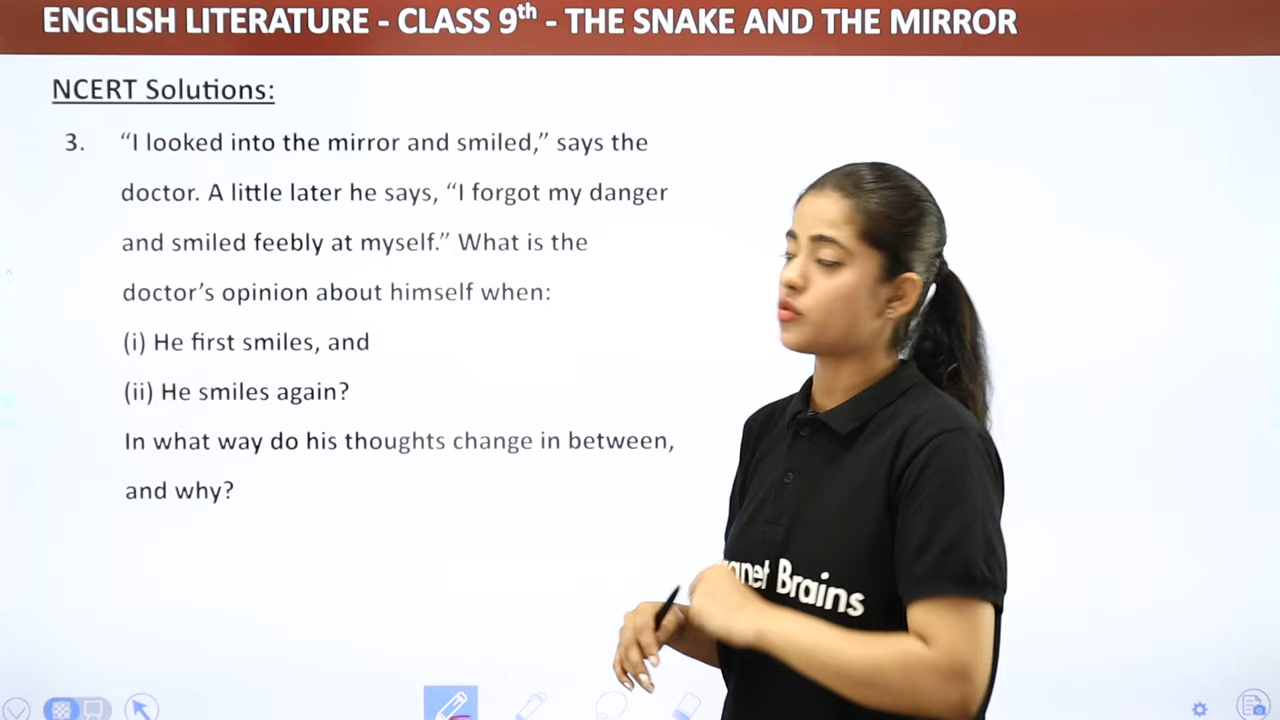 ENGLISH LITERATURE - CLASS 9th - THE SNAKE AND THE MIRROR
NCERT Solutions:
3. “I looked into the mirror and smiled,” says the
doctor. A little later he says, “I forgot my danger
and smiled feebly at myself.” What is the
doctor’s opinion about himself when:
(i) He first smiles, and
(ii) He smiles again?
In what way do his thoughts change in between,
and why?
Brains